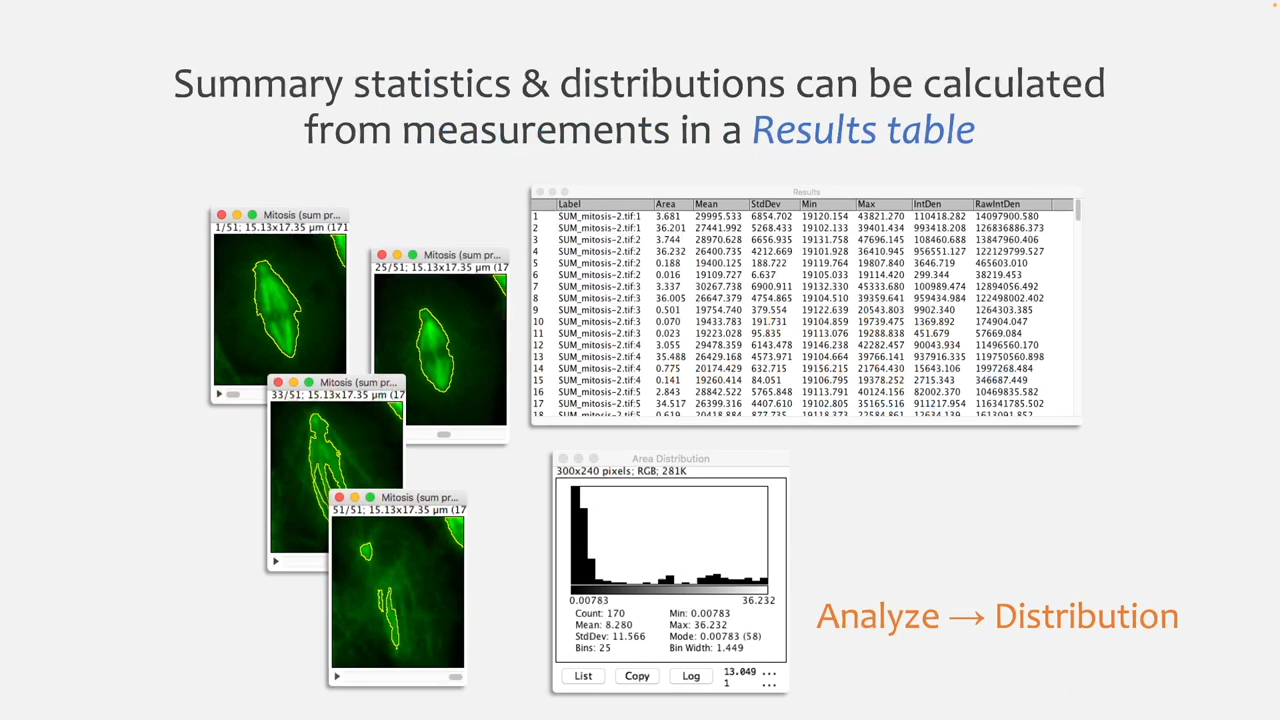 Summary statistics & distributions can be calculated
from measurements in a Results table
Mitosis (sum pr...
1/51; 15.13x17.35 µm (171
Mitosis (sum pr...
25/51; 15.13x17.35 µm (17
Mitosis (sum pr...
33/51; 15.13x17.35 µm (17
Mitosis (sum pr...
51/51; 15.13x17.35 µm (17
Results
Label Area Mean StdDev Min Max IntDen RawIntDen
1 SUM_mitosis-2.tif:1 3.681 29995.533 6854.702 19120.154 43821.270 110418.282 14097900.580
2 SUM_mitosis-2.tif:1 36.201 27441.992 5268.433 19102.133 39401.434 993418.208 126836886.373
3 SUM_mitosis-2.tif:2 3.744 28970.628 6656.935 19131.758 47696.145 108460.688 13847960.406
4 SUM_mitosis-2.tif:2 36.232 26400.735 4212.669 19101.928 36410.945 956551.127 122129799.527
5 SUM_mitosis-2.tif:2 0.188 19400.125 188.722 19119.764 19807.840 3646.719 465603.010
6 SUM_mitosis-2.tif:2 0.016 19109.727 6.637 19105.033 19114.420 299.344 38219.453
7 SUM_mitosis-2.tif:3 3.337 30267.738 6900.911 19132.330 45333.680 100989.474 12894056.492
8 SUM_mitosis-2.tif:3 36.005 26647.379 4754.865 19104.510 39359.641 959434.984 122498002.402
9 SUM_mitosis-2.tif:3 0.501 19754.740 379.554 19122.639 20543.803 9902.340 1264303.385
10 SUM_mitosis-2.tif:3 0.070 19433.783 191.731 19104.859 19739.475 1369.892 174904.047
11 SUM_mitosis-2.tif:3 0.023 19223.028 95.835 19113.076 19288.838 451.679 57669.084
12 SUM_mitosis-2.tif:4 3.055 29478.359 6143.478 19146.238 42282.457 90043.934 11496560.170
13 SUM_mitosis-2.tif:4 35.488 26429.168 4573.971 19104.664 39766.141 937916.335 119750560.898
14 SUM_mitosis-2.tif:4 0.775 20174.429 632.715 19156.215 21764.430 15643.106 1997268.484
15 SUM_mitosis-2.tif:4 0.141 19260.414 84.051 19106.795 19378.252 2715.343 346687.449
16 SUM_mitosis-2.tif:5 2.843 28842.522 5765.848 19113.791 40124.156 82002.370 10469835.582
17 SUM_mitosis-2.tif:5 34.517 26399.316 4407.610 19102.805 35165.516 911217.954 116341785.502
18 SUM_mitosis-2.tif:5 0.619 20418.884 877.735 19118.373 22584.861 12634.139 1613091.852
Area Distribution
300x240 pixels; RGB; 281K
0.00783 36.232
Count: 170 Min: 0.00783
Mean: 8.280 Max: 36.232
StdDev: 11.566 Mode: 0.00783 (58)
Bins: 25 Bin Width: 1.449
List Copy Log 13.049 ...
1 ...
Analyze → Distribution